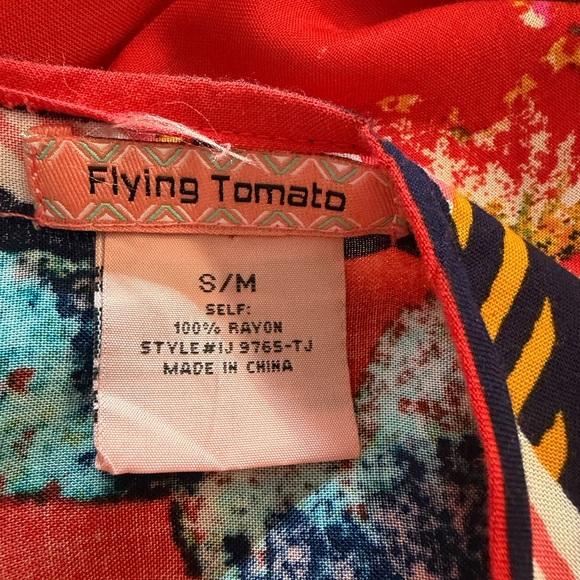 Flying Tomato
S/M
SELF:
100% RAYON
STYLE#IJ 9765-TJ
MADE IN CHINA